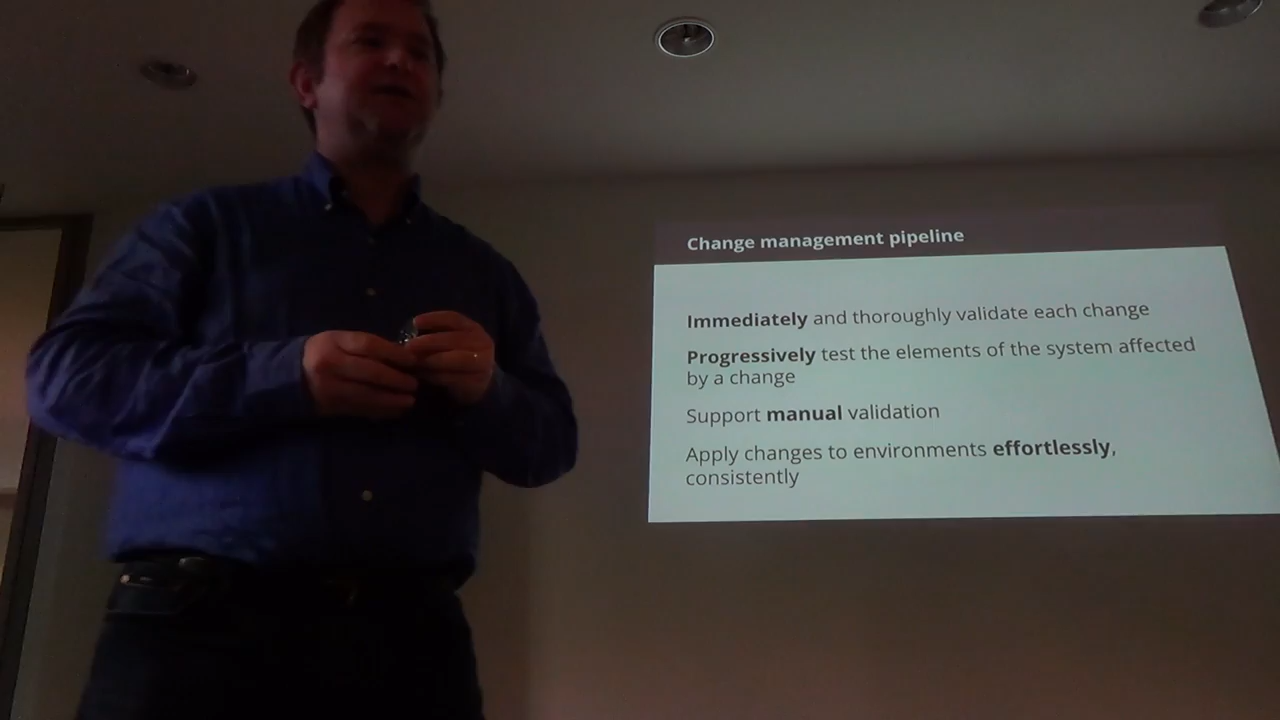 Change management pipeline
Immediately and thoroughly validate each change
Progressively test the elements of the system affected
by a change
Support manual validation
Apply changes to environments effortlessly,
consistently